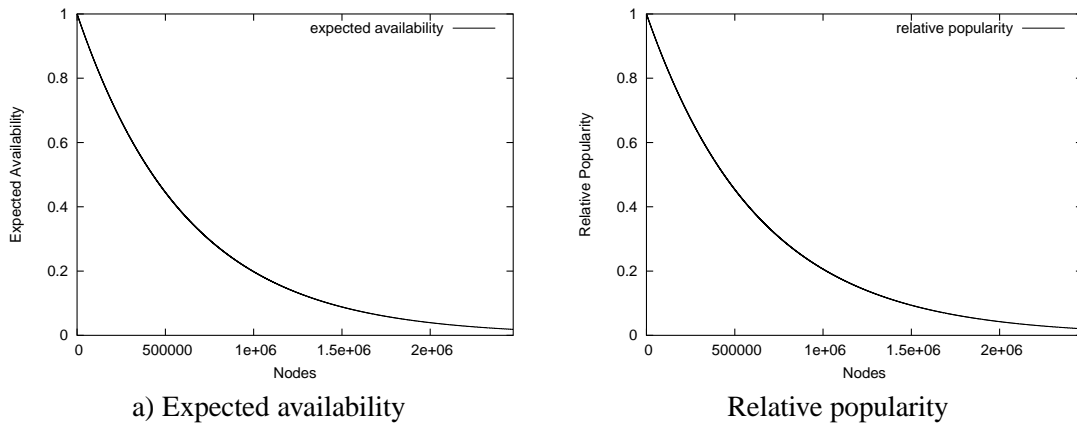 expected availability
Expected Availability
1
0.8
0.6
0.4
0.2
0
0
500000
1e+06
1.5e+06
2e+06
Nodes
a) Expected availability
relative popularity
Relative Popularity
1
0.8
0.6
0.4
0.2
0
0
500000
1e+06
1.5e+06
2e+06
Nodes
Relative popularity